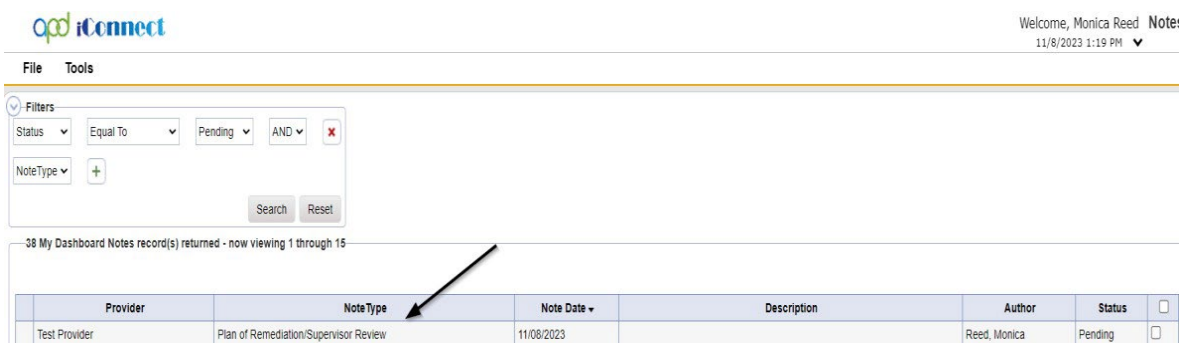 apd iConnect
Welcome, Monica Reed Notes
11/8/2023 1:19 PM
File Tools
Filters
Status Equal To Pending AND
NoteType
Search Reset
38 My Dashboard Notes record(s) returned - now viewing 1 through 15
Provider NoteType Note Date Description Author Status
Test Provider Plan of Remediation/Supervisor Review 11/08/2023 Reed, Monica Pending